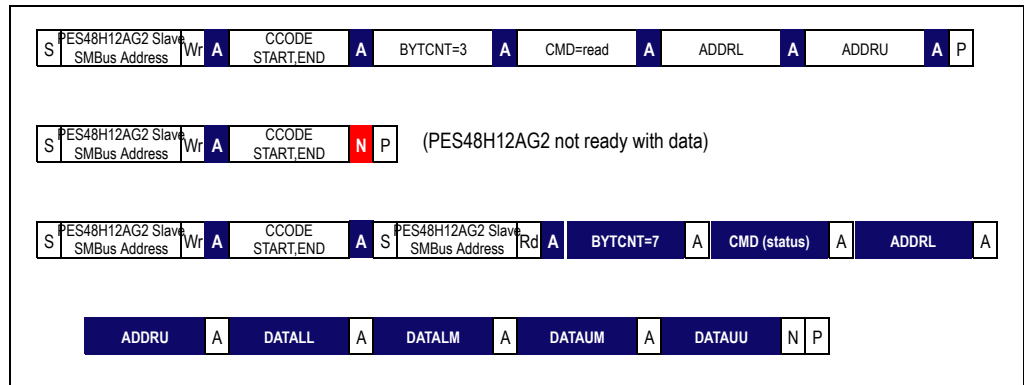 S PES48H12AG2 Slave SMBus Address Wr A CCODE START,END A BYTCNT=3 A CMD=read A ADDRL A ADDRU A P
S PES48H12AG2 Slave SMBus Address Wr A CCODE START,END N P (PES48H12AG2 not ready with data)
S PES48H12AG2 Slave SMBus Address Wr A CCODE START,END A S PES48H12AG2 Slave SMBus Address Rd A BYTCNT=7 A CMD (status) A ADDRL A
ADDRU A DATALL A DATALM A DATAUM A DATAUU N P